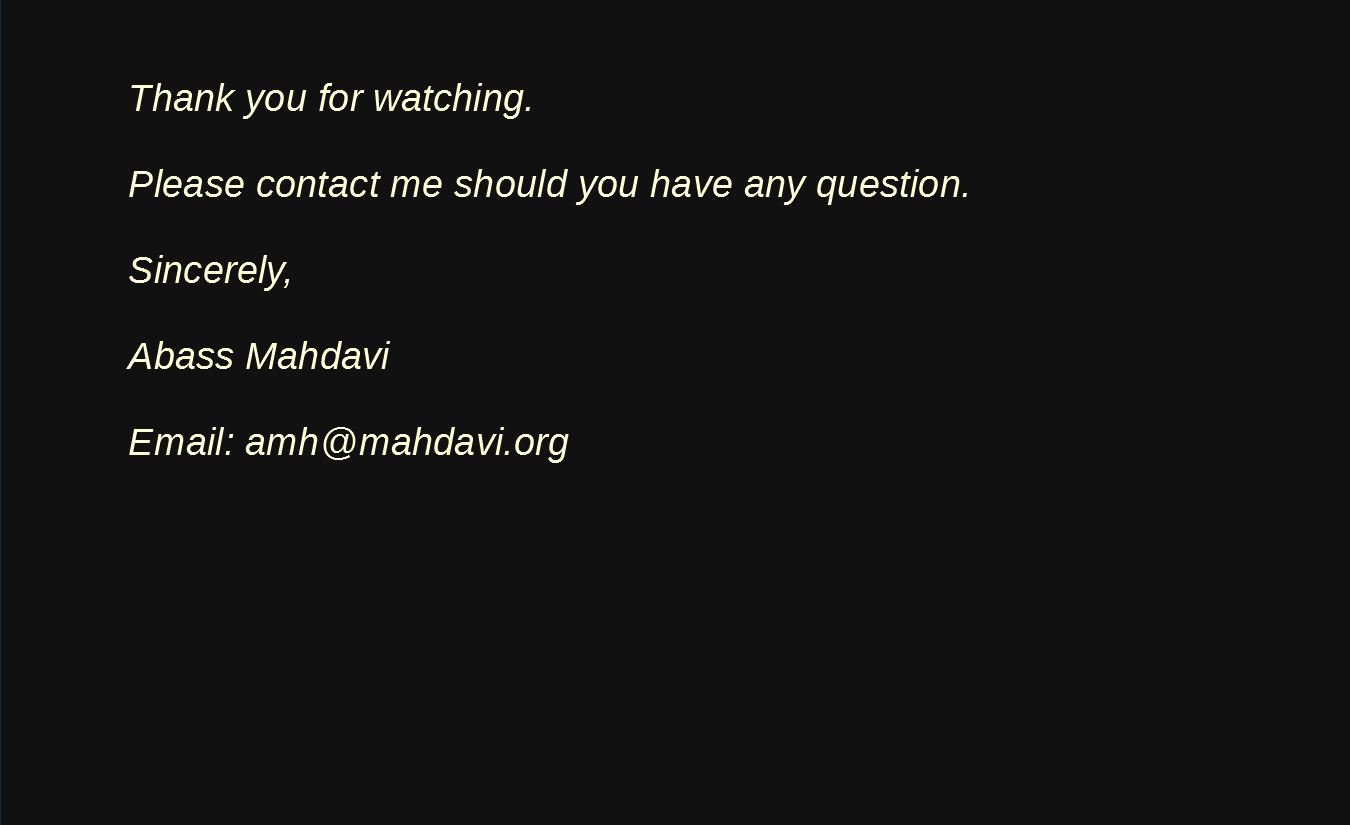 Thank you for watching.
Please contact me should you have any question.
Sincerely,
Abass Mahdavi
Email: amh@mahdavi.org